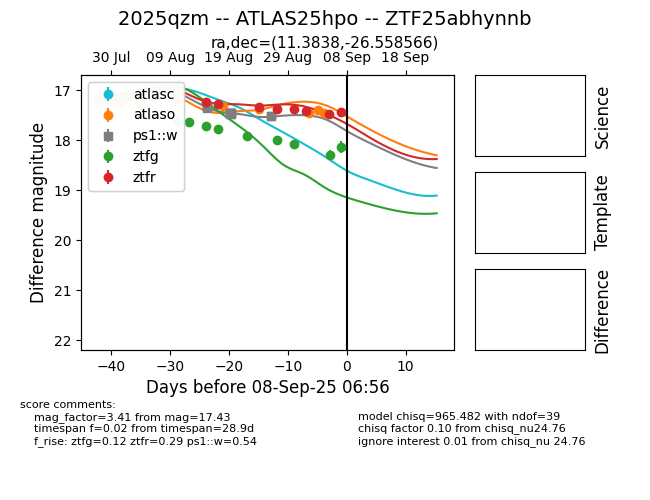 2025qzm -- ATLAS25hpo -- ZTF25abhynnb
ra,dec=(11.3838,-26.558566)
30 Jul 09 Aug 19 Aug 29 Aug 08 Sep 18 Sep
17
18
19
20
21
22
Difference magnitude
atlasc
atlaso
ps1::w
ztfg
ztfr
−40 −30 −20 −10 0 10
Days before 08-Sep-25 06:56
Science
Template
Difference
score comments:
mag_factor=3.41 from mag=17.43
timespan f=0.02 from timespan=28.9d
f_rise: ztfg=0.12 ztfr=0.29 ps1::w=0.54
model chisq=965.482 with ndof=39
chisq factor 0.10 from chisq_nu24.76
ignore interest 0.01 from chisq_nu 24.76